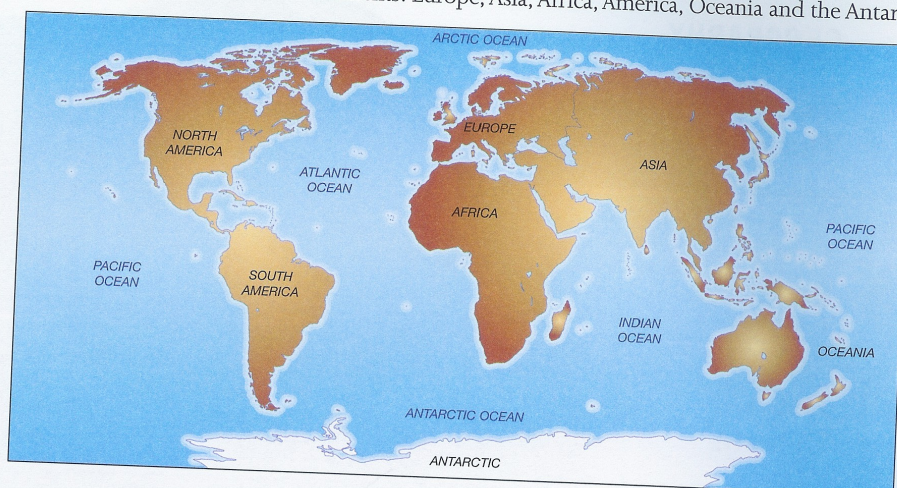 Europe, Asia, Africa, America, Oceania and the
ARCTIC OCEAN
NORTH
AMERICA
EUROPE
ASIA
ATLANTIC
OCEAN
AFRICA
PACIFIC
OCEAN
PACIFIC
OCEAN
SOUTH
AMERICA
INDIAN
OCEAN
OCEANIA
ANTARCTIC OCEAN
ANTARCTIC